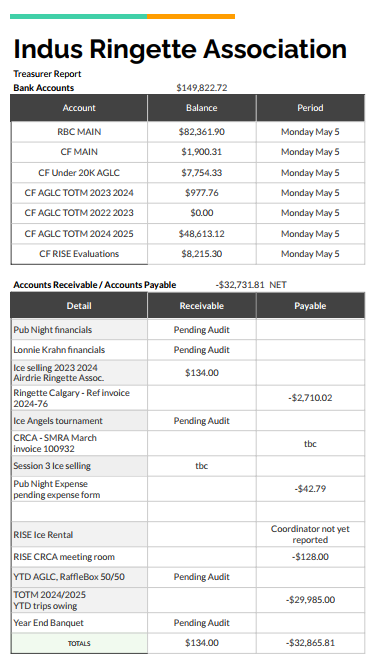 Indus Ringette Association
Treasurer Report
Bank Accounts $149,822.72
Account Balance Period
RBC MAIN $82,361.90 Monday May 5
CF MAIN $1,900.31 Monday May 5
CF Under 20K AGLC $7,754.33 Monday May 5
CF AGLC TOTM 2023 2024 $977.76 Monday May 5
CF AGLC TOTM 2022 2023 $0.00 Monday May 5
CF AGLC TOTM 2024 2025 $48,613.12 Monday May 5
CF RISE Evaluations $8,215.30 Monday May 5
Accounts Receivable / Accounts Payable -$32,731.81 NET
Detail Receivable Payable
Pub Night financials Pending Audit
Lonnie Krahn financials Pending Audit
Ice selling 2023 2024
Airdrie Ringette Assoc. $134.00
Ringette Calgary - Ref invoice
2024-76 -$2,710.02
Ice Angels tournament Pending Audit
CRCA - SMRA March
invoice 100932 tbc
Session 3 Ice selling tbc
Pub Night Expense
pending expense form -$42.79
RISE Ice Rental Coordinator not yet
reported
RISE CRCA meeting room -$128.00
YTD AGLC, RaffleBox 50/50 Pending Audit
TOTM 2024/2025
YTD trips owing -$29,985.00
Year End Banquet Pending Audit
TOTALS $134.00 -$32,865.81